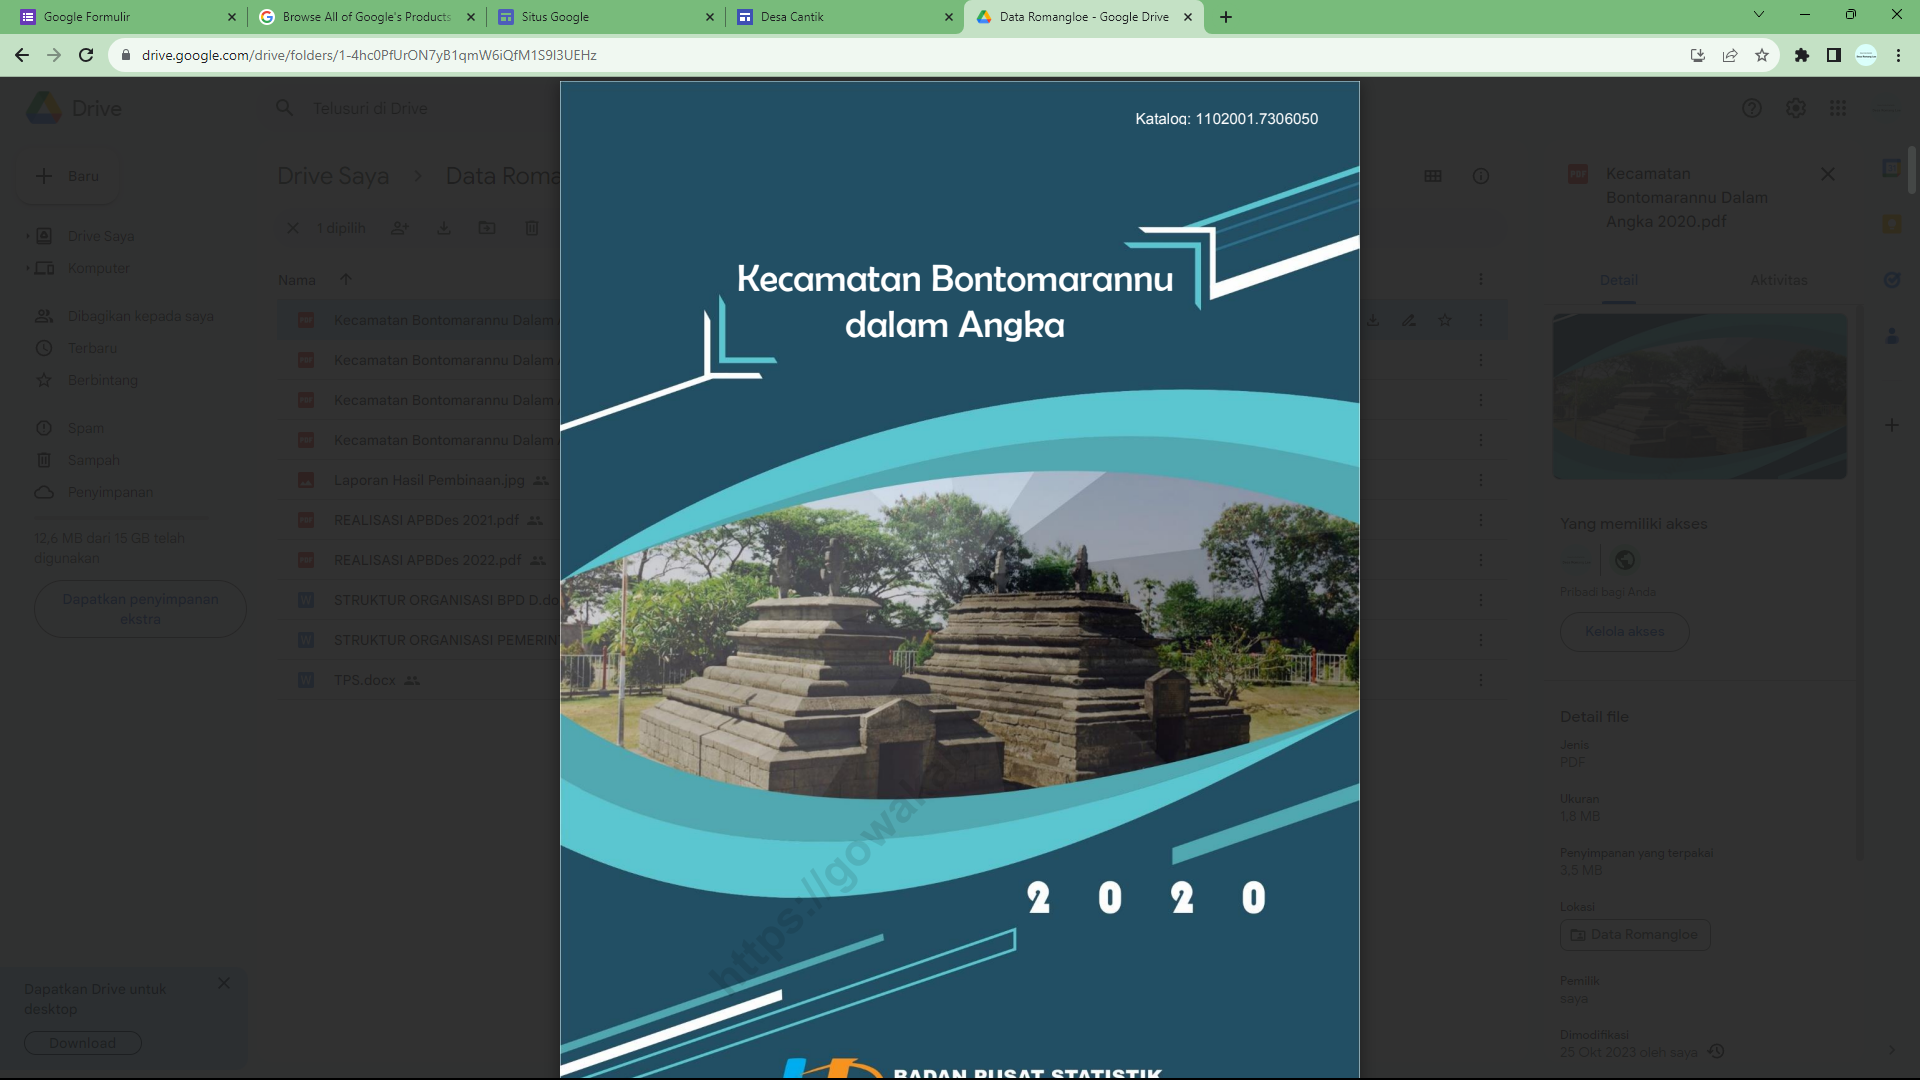 Google Formulir
Browse All of Google's Products
Situs Google
Desa Cantik
Data Romangloe - Google Drive
drive.google.com/drive/folders/1-4hc0PfUrON7yB1qmW6iQfM1S9I3UEHz
Drive
Telusuri di Drive
Baru
Drive Saya
Komputer
Dibagikan kepada saya
Terbaru
Berbintang
Spam
Sampah
Penyimpanan
12,6 MB dari 15 GB telah
digunakan
Dapatkan penyimpanan
ekstra
Dapatkan Drive untuk
desktop
Download
Drive Saya > Data Roma
1 dipilih
Nama
Kecamatan Bontomarannu Dalam
Kecamatan Bontomarannu Dalam
Kecamatan Bontomarannu Dalam
Kecamatan Bontomarannu Dalam
Laporan Hasil Pembinaan.jpg
REALISASI APBDes 2021.pdf
REALISASI APBDes 2022.pdf
STRUKTUR ORGANISASI BPD D.do
STRUKTUR ORGANISASI PEMERIN
TPS.docx
Katalog: 1102001.7306050
Kecamatan Bontomarannu
dalam Angka
2020
BADAN PUSAT STATISTIK
Kecamatan
Bontomarannu Dalam
Angka 2020.pdf
Detail
Aktivitas
Yang memiliki akses
Pribadi bagi Anda
Kelola akses
Detail file
Jenis
PDF
Ukuran
1,8 MB
Penyimpanan yang terpakai
3,5 MB
Lokasi
Data Romangloe
Pemilik
saya
Dimodifikasi
25 Okt 2023 oleh saya